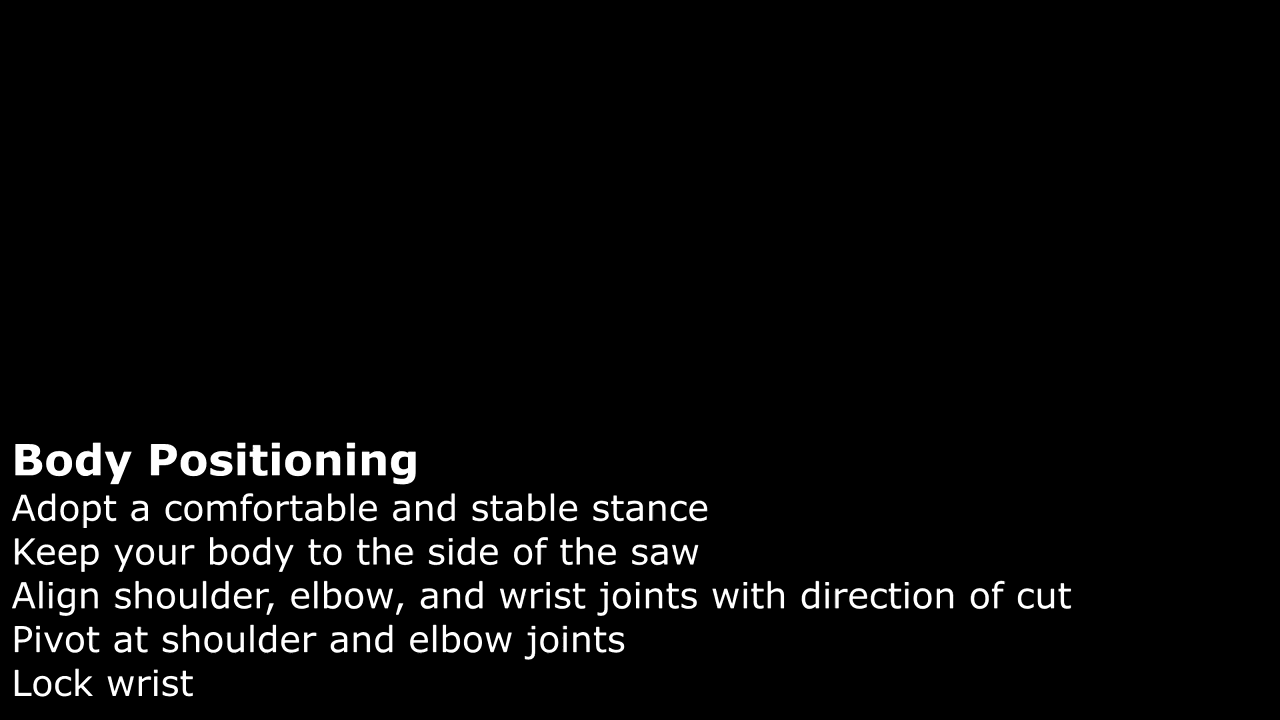 Body Positioning
Adopt a comfortable and stable stance
Keep your body to the side of the saw
Align shoulder, elbow, and wrist joints with direction of cut
Pivot at shoulder and elbow joints
Lock wrist